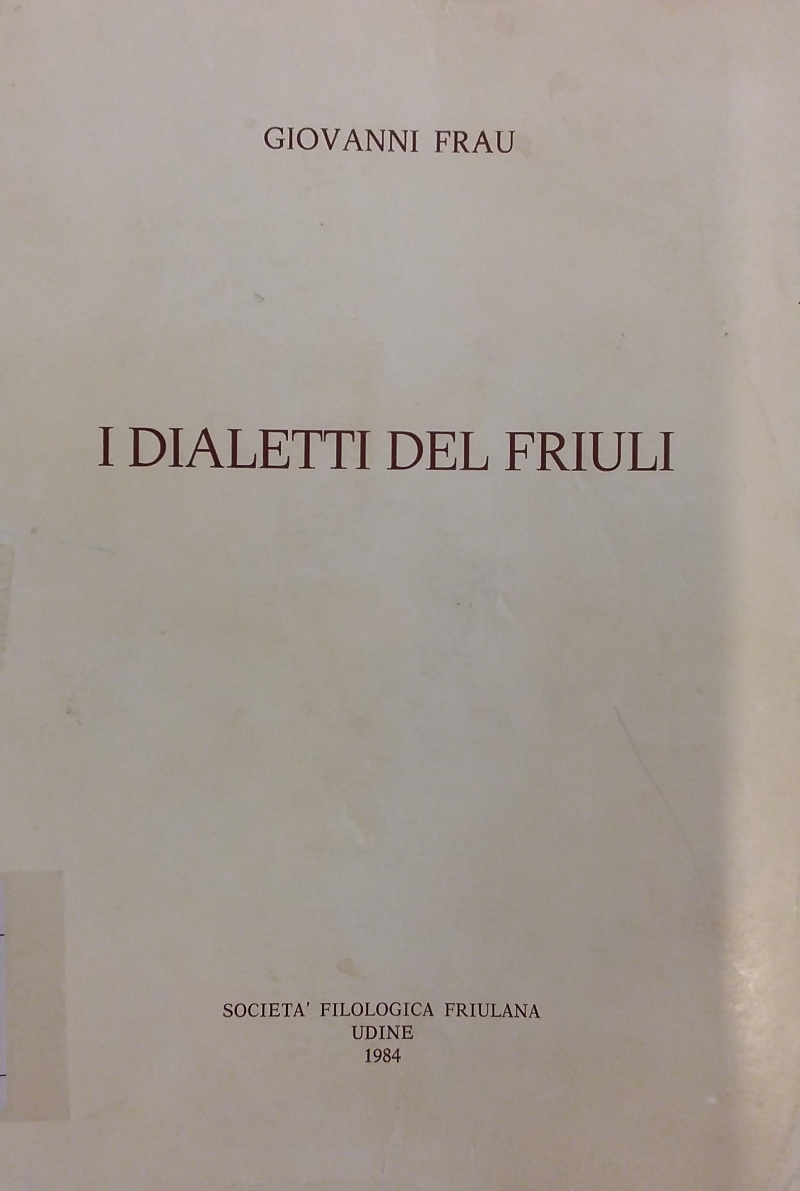 GIOVANNI FRAU
I DIALETTI DEL FRIULI
SOCIETA' FILOLOGICA FRIULANA
UDINE
1984